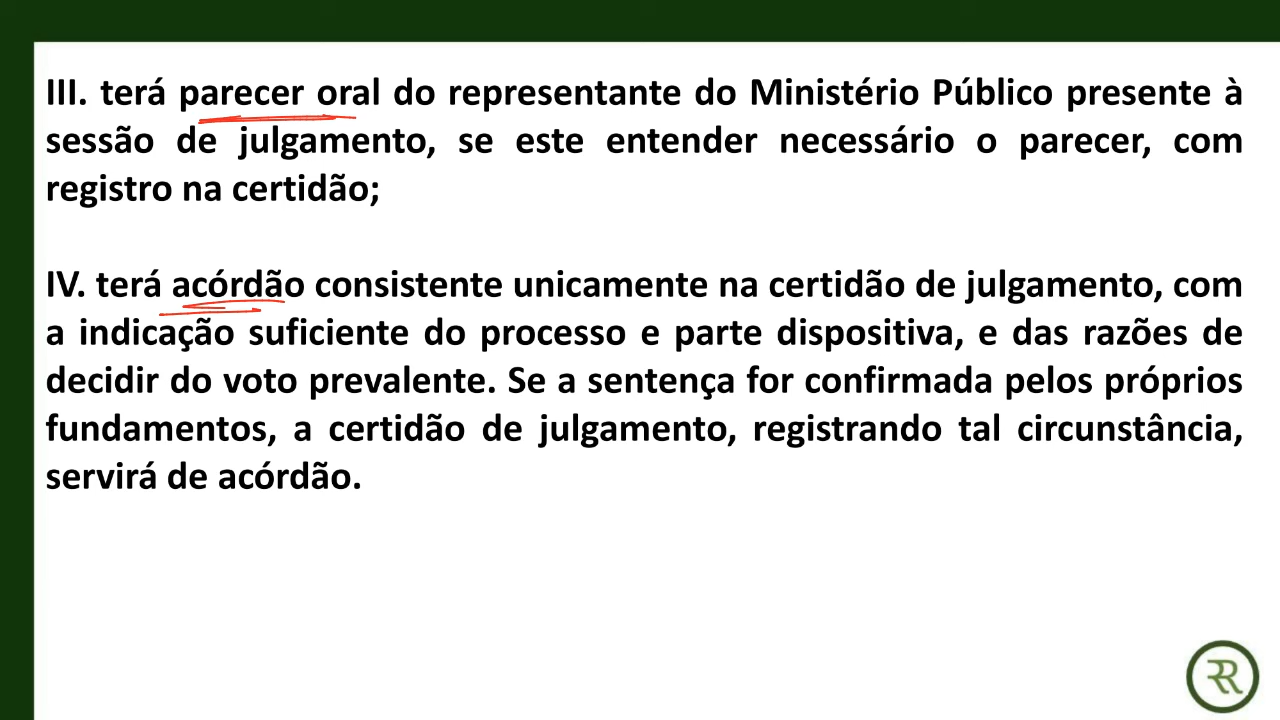 III. terá parecer oral do representante do Ministério Público presente à
sessão de julgamento, se este entender necessário o parecer, com
registro na certidão;
IV. terá acórdão consistente unicamente na certidão de julgamento, com
a indicação suficiente do processo e parte dispositiva, e das razões de
decidir do voto prevalente. Se a sentença for confirmada pelos próprios
fundamentos, a certidão de julgamento, registrando tal circunstância,
servirá de acórdão.